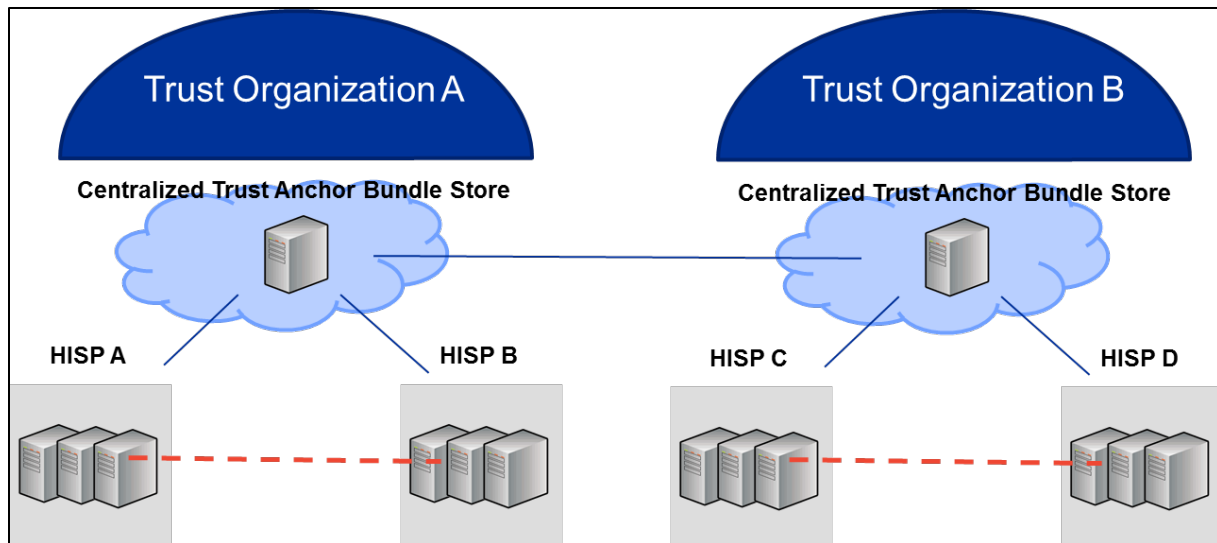 Trust Organization A
Trust Organization B
Centralized Trust Anchor Bundle Store
Centralized Trust Anchor Bundle Store
HISP A
HISP B
HISP C
HISP D